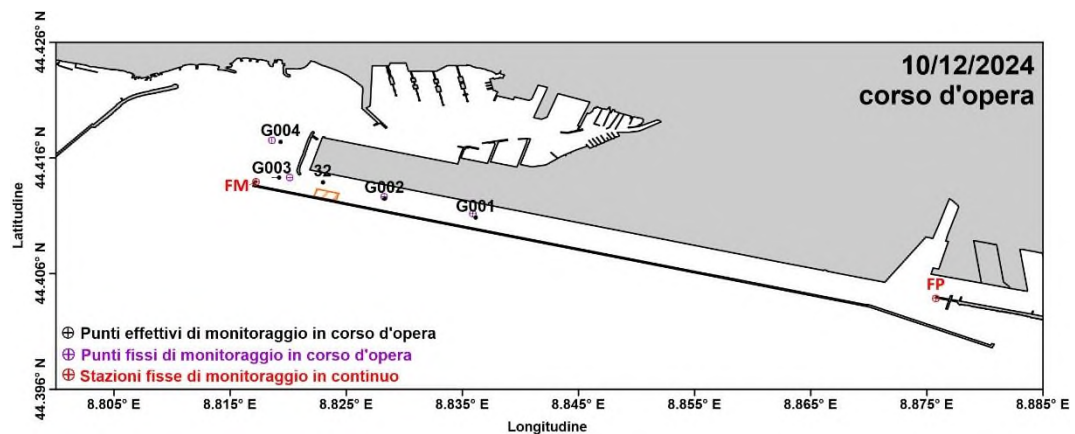 10/12/2024
corso d'opera
44.426° N
44.416° N
44.406° N
44.396° N
Latitudine
G004
G003
32
FM
G002
G001
FP
Punti effettivi di monitoraggio in corso d'opera
Punti fissi di monitoraggio in corso d'opera
Stazioni fisse di monitoraggio in continuo
8.805° E 8.815° E 8.825° E 8.835° E 8.845° E 8.855° E 8.865° E 8.875° E 8.885° E
Longitudine